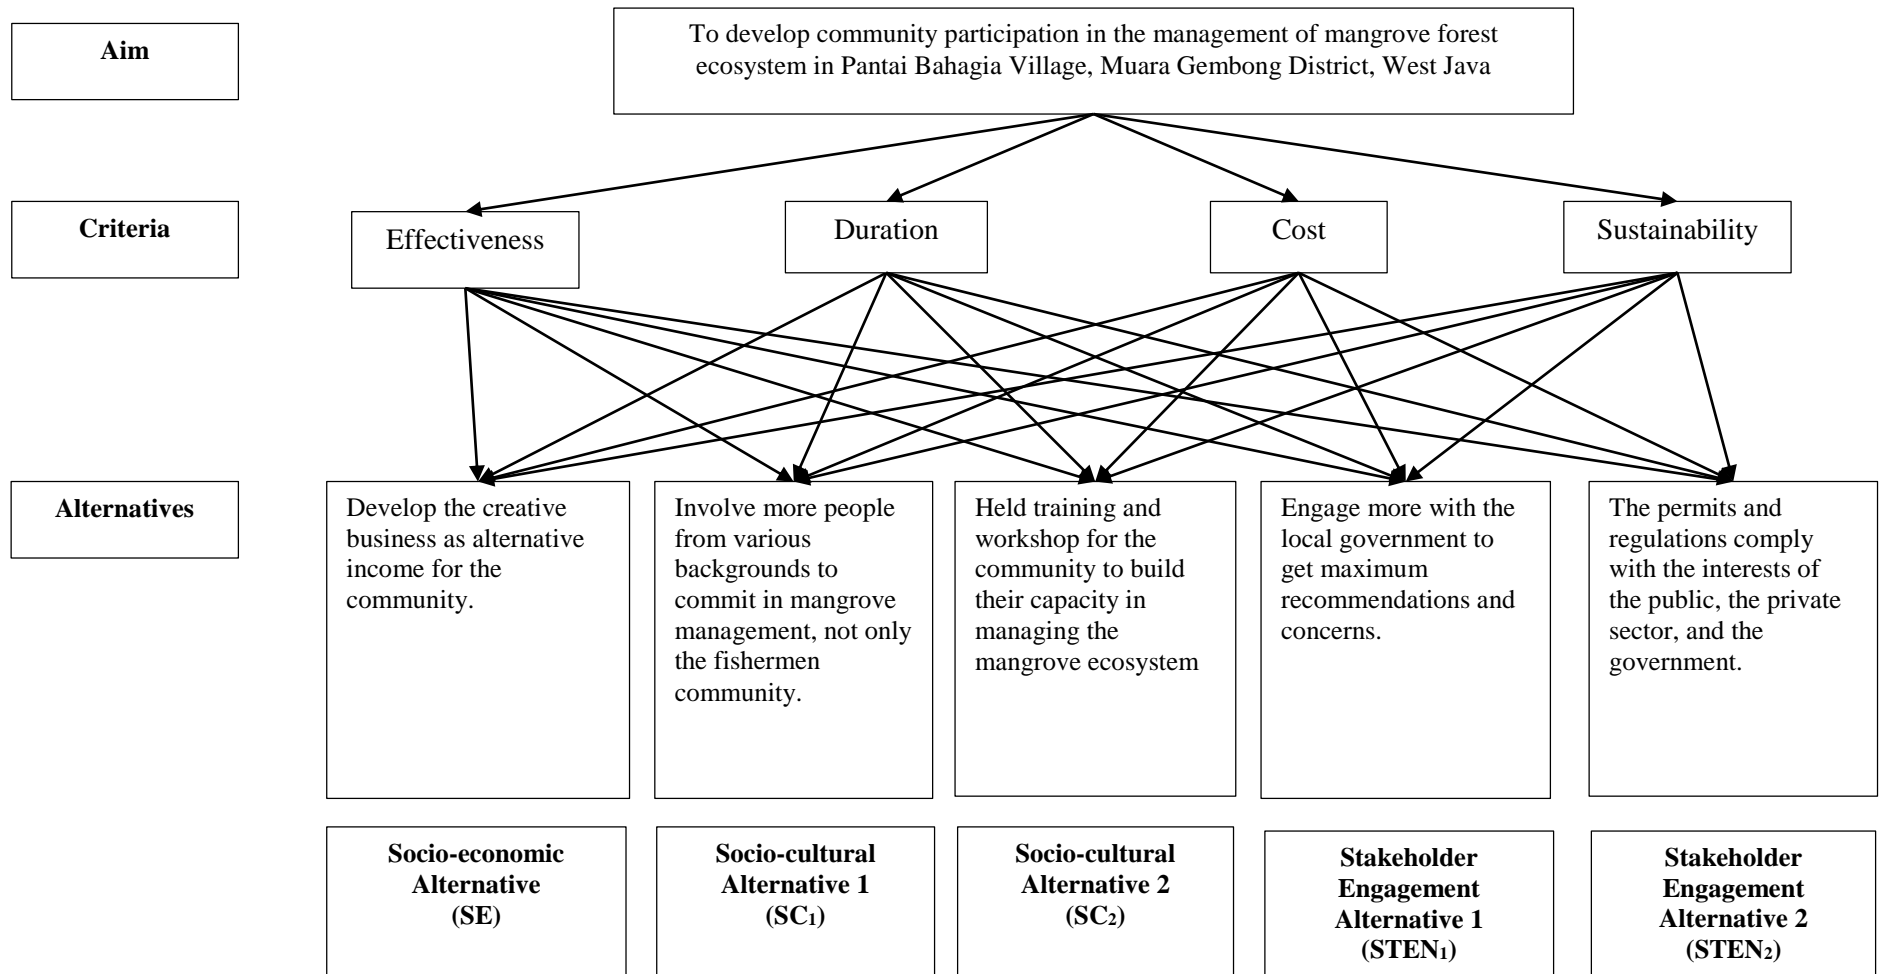 Aim
To develop community participation in the management of mangrove forest
ecosystem in Pantai Bahagia Village, Muara Gembong District, West Java
Criteria
Effectiveness
Duration
Cost
Sustainability
Alternatives
Develop the creative
business as alternative
income for the
community.
Involve more people
from various
backgrounds to
commit in mangrove
management, not only
the fishermen
community.
Held training and
workshop for the
community to build
their capacity in
managing the
mangrove ecosystem
Engage more with the
local government to
get maximum
recommendations and
concerns.
The permits and
regulations comply
with the interests of
the public, the private
sector, and the
government.
Socio-economic
Alternative
(SE)
Socio-cultural
Alternative 1
(SC₁)
Socio-cultural
Alternative 2
(SC₂)
Stakeholder
Engagement
Alternative 1
(STEN₁)
Stakeholder
Engagement
Alternative 2
(STEN₂)